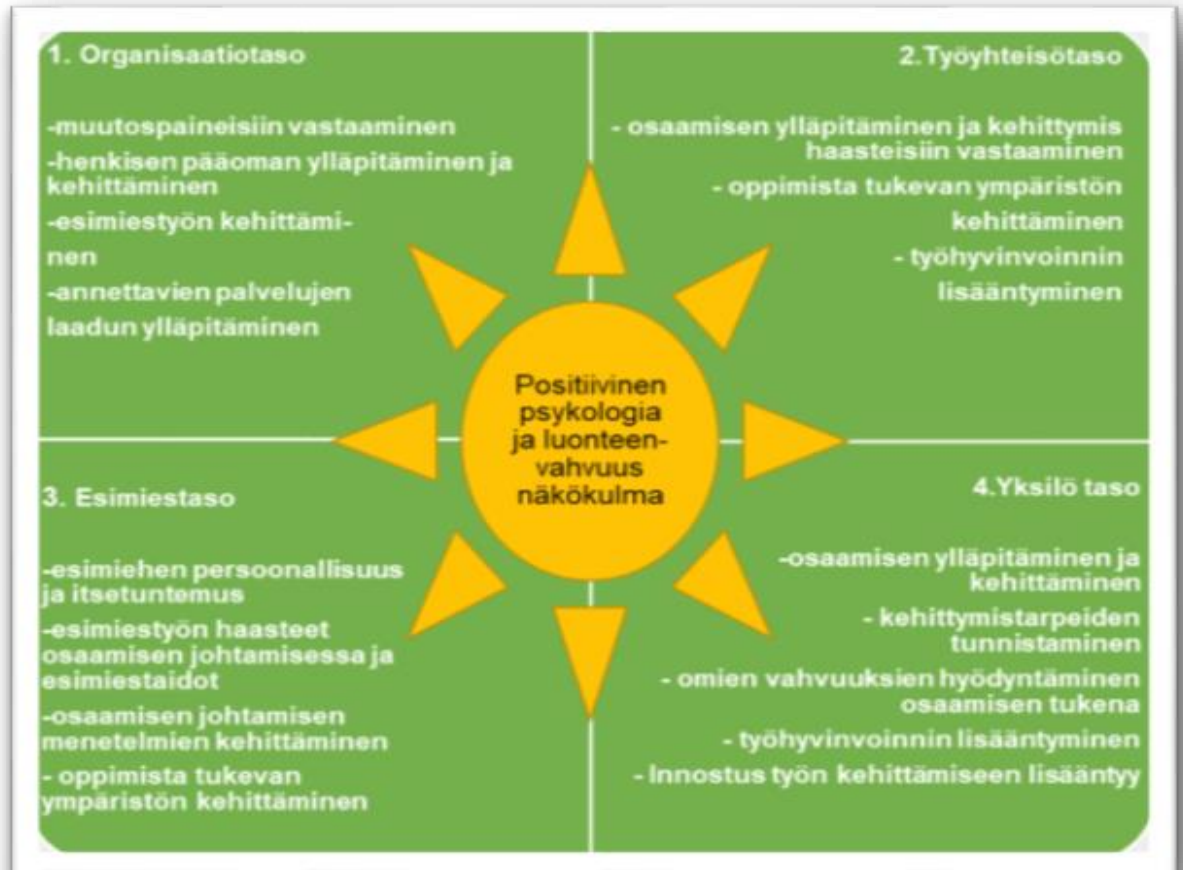 1. Organisaatiotaso
-muutospaineisiin vastaaminen
-henkisen pääoman ylläpitäminen ja
kehittäminen
-esimiestyön kehittämi-
nen
-annettavien palvelujen
laadun ylläpitäminen
2.Työyhteisötaso
- osaamisen ylläpitäminen ja kehittymis
haasteisiin vastaaminen
- oppimista tukevan ympäristön
kehittäminen
- työhyvinvoinnin
lisääntyminen
Positiivinen
psykologia
ja luonteen-
vahvuus
näkökulma
3. Esimiestaso
-esimiehen persoonallisuus
ja itsetuntemus
-esimiestyön haasteet
osaamisen johtamisessa ja
esimiestaidot
-osaamisen johtamisen
menetelmien kehittäminen
- oppimista tukevan
ympäristön kehittäminen
4.Yksilö taso
-osaamisen ylläpitäminen ja
kehittäminen
- kehittymistarpeiden
tunnistaminen
- omien vahvuuksien hyödyntäminen
osaamisen tukena
- työhyvinvoinnin lisääntyminen
- Innostus työn kehittämiseen lisääntyy